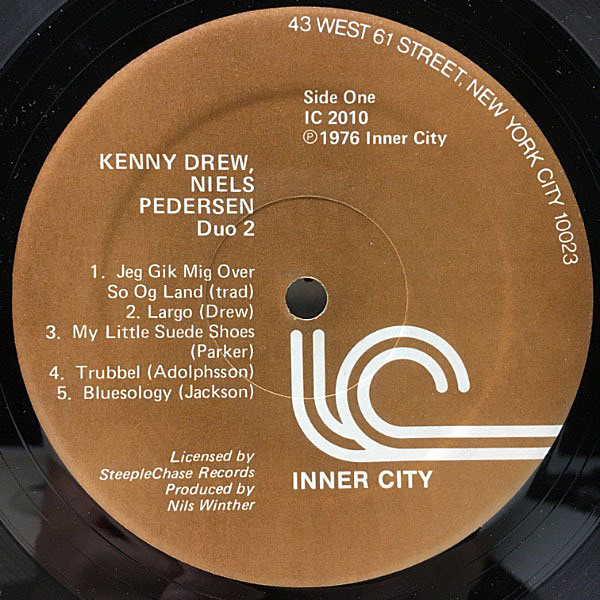 43 WEST 61 STREET, NEW YORK CITY 10023
Side One
IC 2010
℗ 1976 Inner City
KENNY DREW,
NIELS
PEDERSEN
Duo 2
1. Jeg Gik Mig Over
So Og Land (trad)
2. Largo (Drew)
3. My Little Suede Shoes
(Parker)
4. Trubbel (Adolphsson)
5. Bluesology (Jackson)
Licensed by
SteepleChase Records
Produced by
Nils Winther
IC
INNER CITY